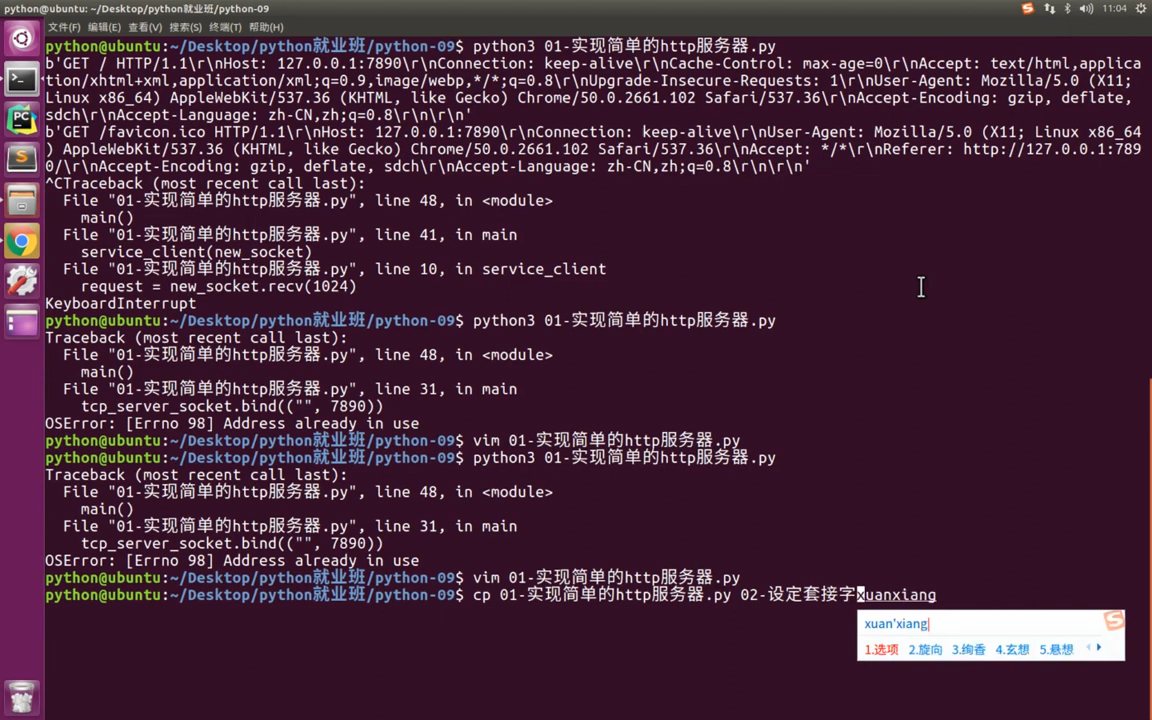 python@ubuntu: ~/Desktop/python就业班/python-09
11:04
文件(F) 编辑(E) 查看(V) 搜索(S) 终端(T) 帮助(H)
python@ubuntu:~/Desktop/python就业班/python-09$ python3 01-实现简单的http服务器.py
b'GET / HTTP/1.1\r\nHost: 127.0.0.1:7890\r\nConnection: keep-alive\r\nCache-Control: max-age=0\r\nAccept: text/html,applica
tion/xhtml+xml,application/xml;q=0.9,image/webp,*/*;q=0.8\r\nUpgrade-Insecure-Requests: 1\r\nUser-Agent: Mozilla/5.0 (X11;
Linux x86_64) AppleWebKit/537.36 (KHTML, like Gecko) Chrome/50.0.2661.102 Safari/537.36\r\nAccept-Encoding: gzip, deflate,
sdch\r\nAccept-Language: zh-CN,zh;q=0.8\r\n\r\n'
b'GET /favicon.ico HTTP/1.1\r\nHost: 127.0.0.1:7890\r\nConnection: keep-alive\r\nUser-Agent: Mozilla/5.0 (X11; Linux x86_64
) AppleWebKit/537.36 (KHTML, like Gecko) Chrome/50.0.2661.102 Safari/537.36\r\nAccept: */*\r\nReferer: http://127.0.0.1:789
0/\r\nAccept-Encoding: gzip, deflate, sdch\r\nAccept-Language: zh-CN,zh;q=0.8\r\n\r\n'
^CTraceback (most recent call last):
File "01-实现简单的http服务器.py", line 48, in <module>
main()
File "01-实现简单的http服务器.py", line 41, in main
service_client(new_socket)
File "01-实现简单的http服务器.py", line 10, in service_client
request = new_socket.recv(1024)
KeyboardInterrupt
python@ubuntu:~/Desktop/python就业班/python-09$ python3 01-实现简单的http服务器.py
Traceback (most recent call last):
File "01-实现简单的http服务器.py", line 48, in <module>
main()
File "01-实现简单的http服务器.py", line 31, in main
tcp_server_socket.bind(("", 7890))
OSError: [Errno 98] Address already in use
python@ubuntu:~/Desktop/python就业班/python-09$ vim 01-实现简单的http服务器.py
python@ubuntu:~/Desktop/python就业班/python-09$ python3 01-实现简单的http服务器.py
Traceback (most recent call last):
File "01-实现简单的http服务器.py", line 48, in <module>
main()
File "01-实现简单的http服务器.py", line 31, in main
tcp_server_socket.bind(("", 7890))
OSError: [Errno 98] Address already in use
python@ubuntu:~/Desktop/python就业班/python-09$ vim 01-实现简单的http服务器.py
python@ubuntu:~/Desktop/python就业班/python-09$ cp 01-实现简单的http服务器.py 02-设定套接字xuanxiang
xuan'xiang
1.选项 2.旋向 3.绚香 4.玄想 5.悬想